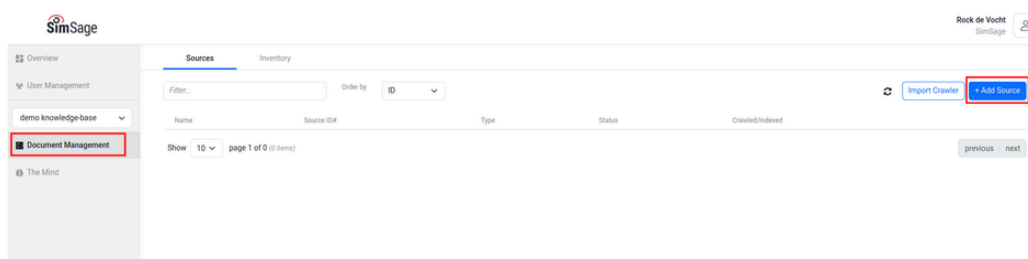 SimSage
Rock de Vocht
SimSage
Overview
User Management
demo knowledge-base
Document Management
The Mind
Sources Inventory
Filter...
Order by ID
Import Crawler + Add Source
Name Source ID# Type Status Crawled/Indexed
Show 10 page 1 of 0 (0 items) previous next